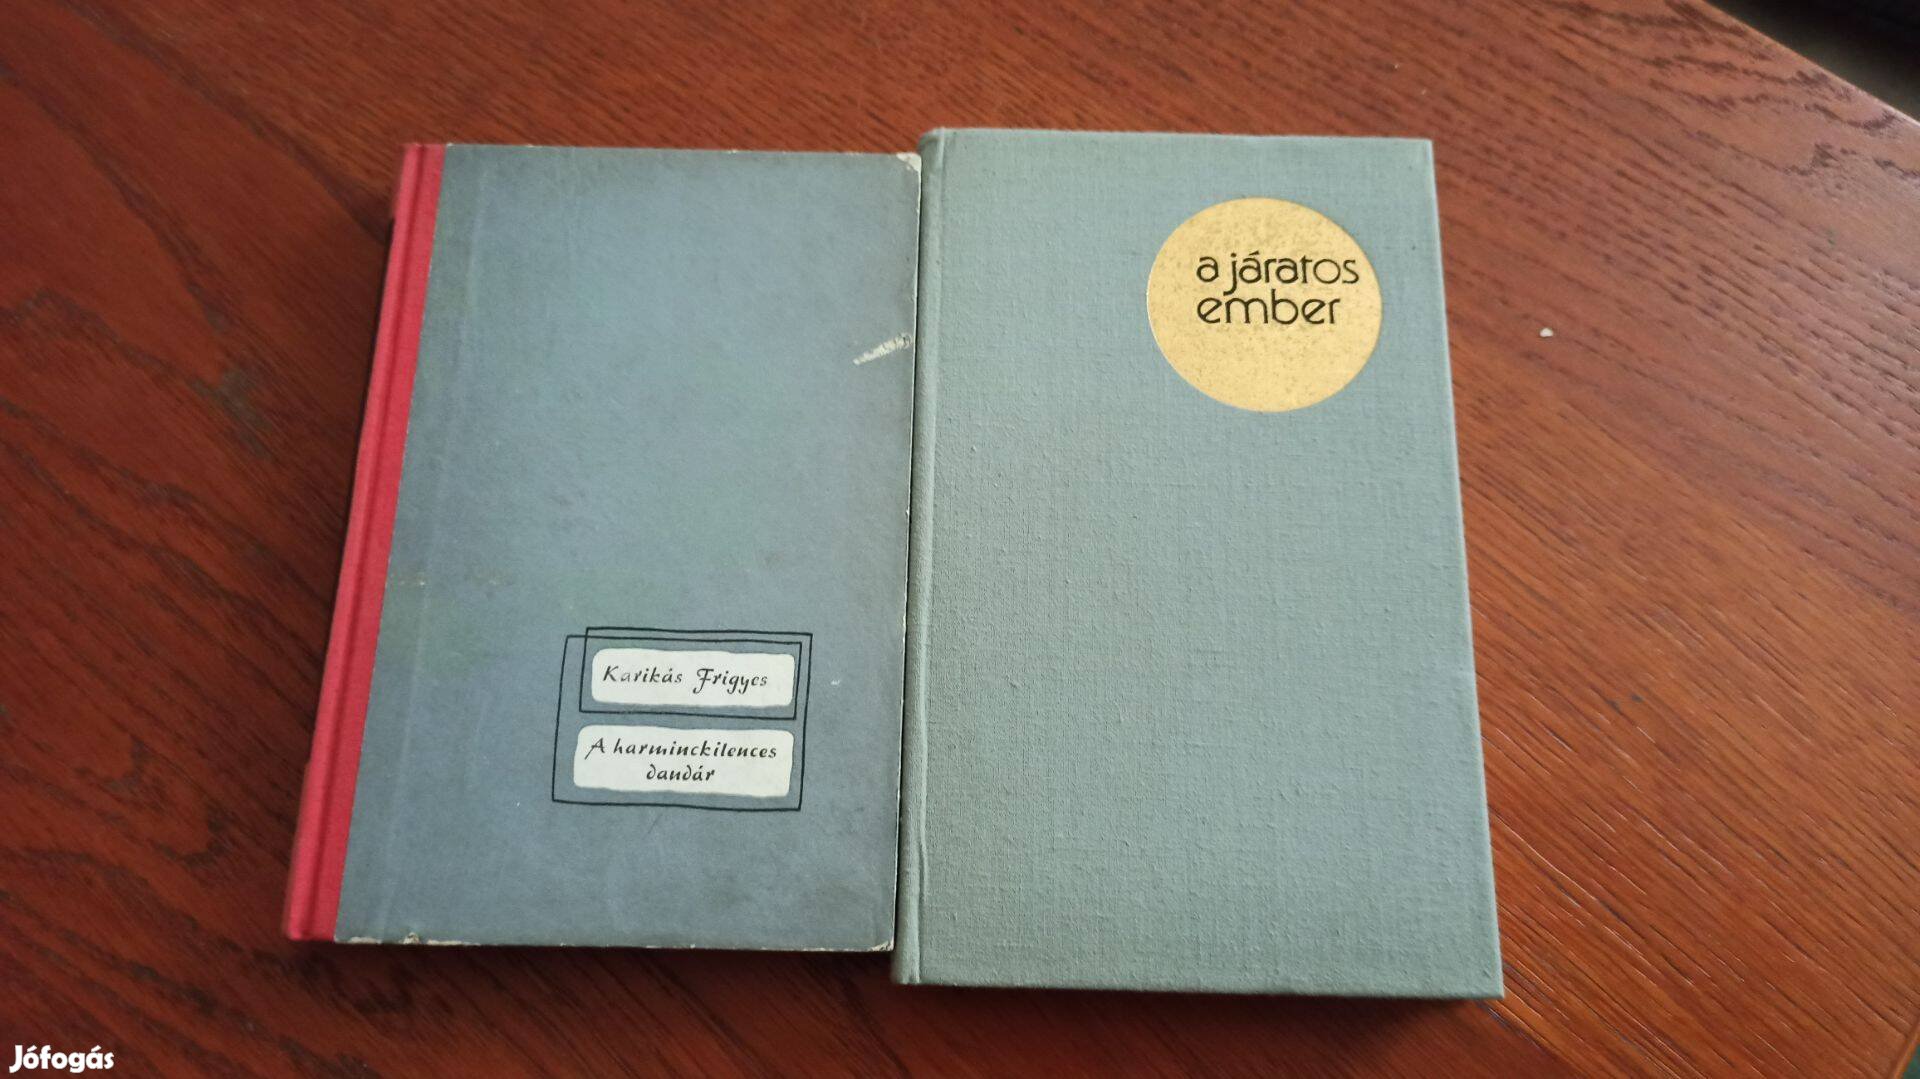 Karikás Frigyes
A harminckilences
dandár
a járatos
ember
Jófogás